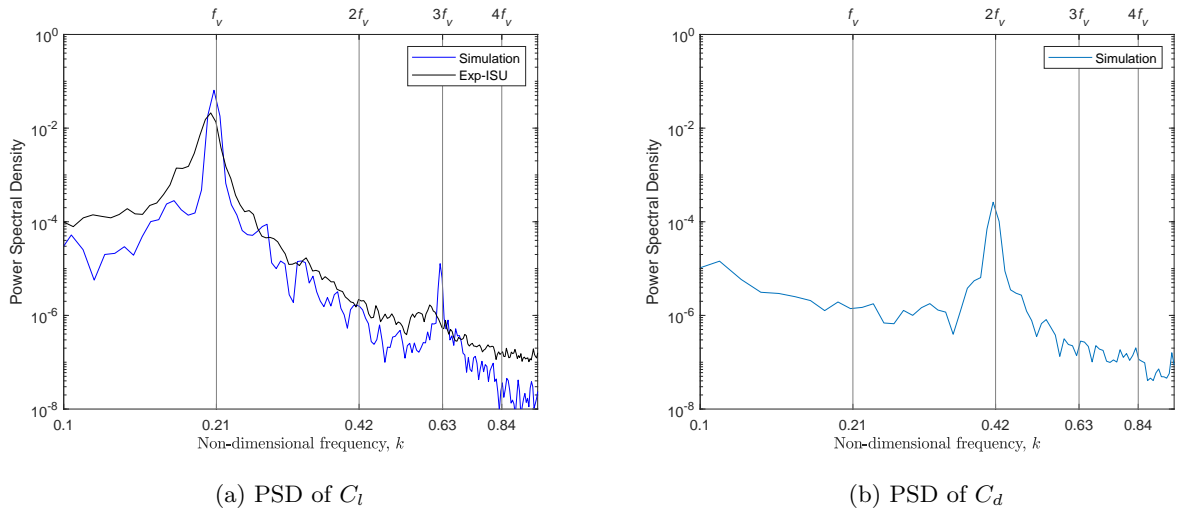 f_v 2f_v 3f_v 4f_v
10^0
10^-2
10^-4
10^-6
10^-8
Power Spectral Density
Simulation
Exp-ISU
0.1 0.21 0.42 0.63 0.84
Non-dimensional frequency, k
(a) PSD of C_l
f_v 2f_v 3f_v 4f_v
10^0
10^-2
10^-4
10^-6
10^-8
Power Spectral Density
Simulation
0.1 0.21 0.42 0.63 0.84
Non-dimensional frequency, k
(b) PSD of C_d